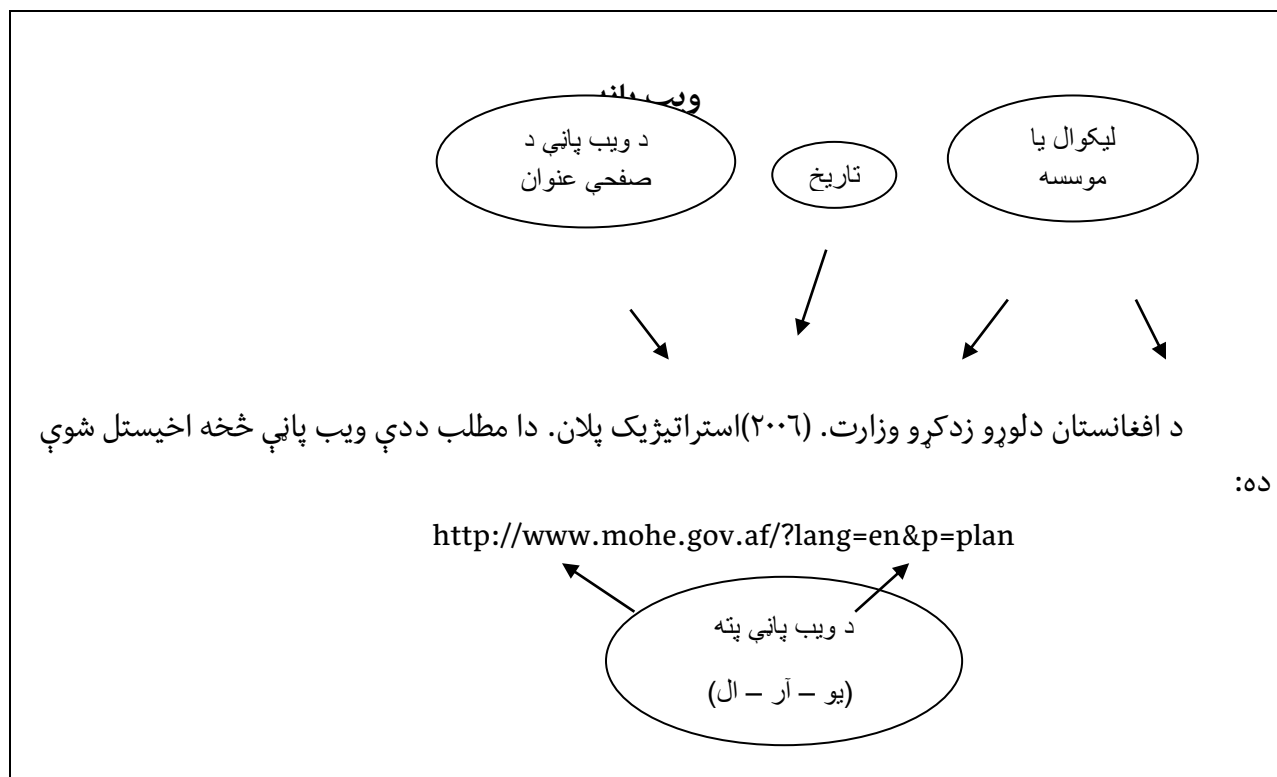 ویب پاڼې
لیکوال یا
موسسه
تاریخ
د ویب پاڼې د
صفحې عنوان
د افغانستان دلوړو زدکړو وزارت. (۲۰۰٦)استراتیژیک پلان. دا مطلب ددې ویب پاڼې څخه اخیستل شوې
ده:
http://www.mohe.gov.af/?lang=en&p=plan
د ویب پاڼې پته
(یو – آر – ال)